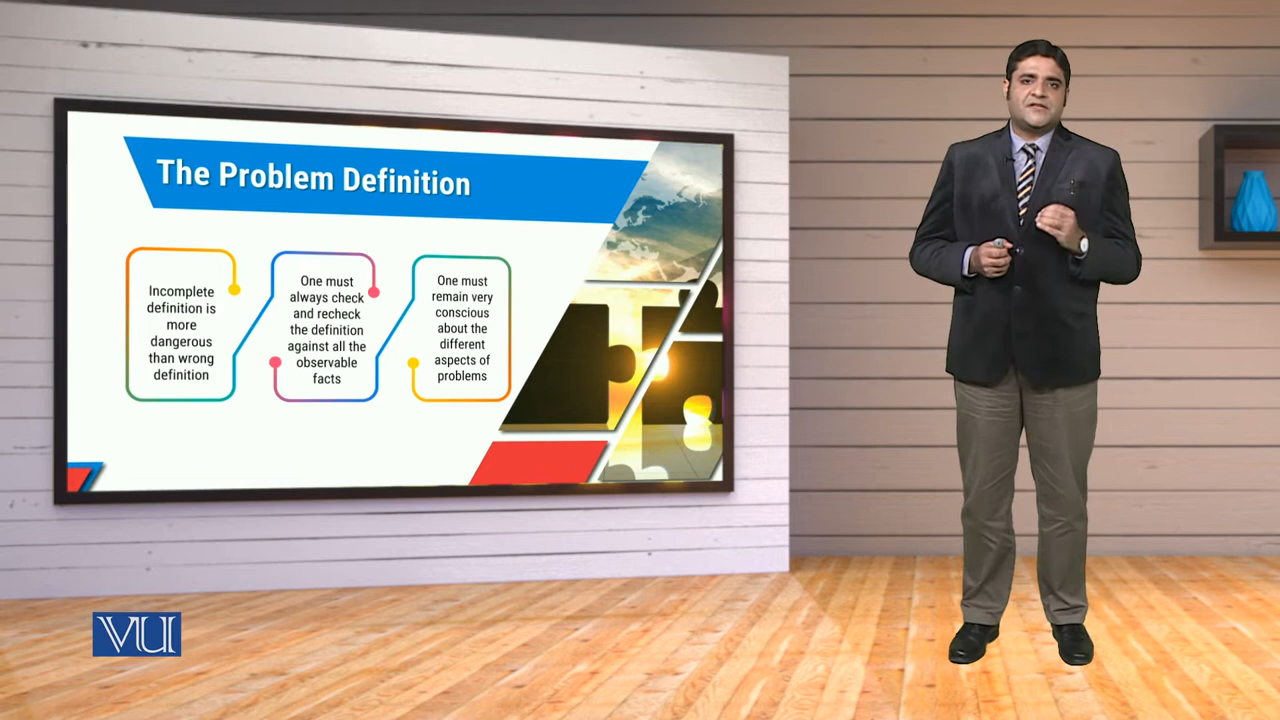 The Problem Definition
Incomplete
definition is
more
dangerous
than wrong
definition
One must
always check
and recheck
the definition
against all the
observable
facts
One must
remain very
conscious
about the
different
aspects of
problems
VU